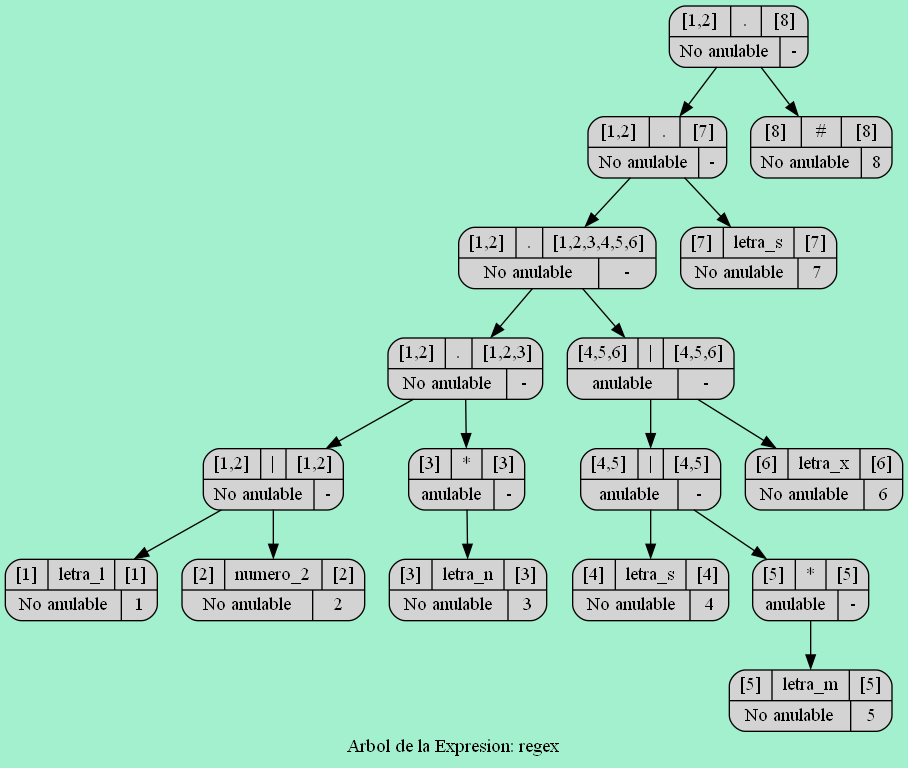 [1,2] . [8]
No anulable -
[1,2] . [7]
No anulable -
[8] # [8]
No anulable 8
[1,2] . [1,2,3,4,5,6]
No anulable -
[7] letra_s [7]
No anulable 7
[1,2] . [1,2,3]
No anulable -
[4,5,6] | [4,5,6]
anulable -
[1,2] | [1,2]
No anulable -
[3] * [3]
anulable -
[4,5] | [4,5]
anulable -
[6] letra_x [6]
No anulable 6
[1] letra_l [1]
No anulable 1
[2] numero_2 [2]
No anulable 2
[3] letra_n [3]
No anulable 3
[4] letra_s [4]
No anulable 4
[5] * [5]
anulable -
[5] letra_m [5]
No anulable 5
Arbol de la Expresion: regex